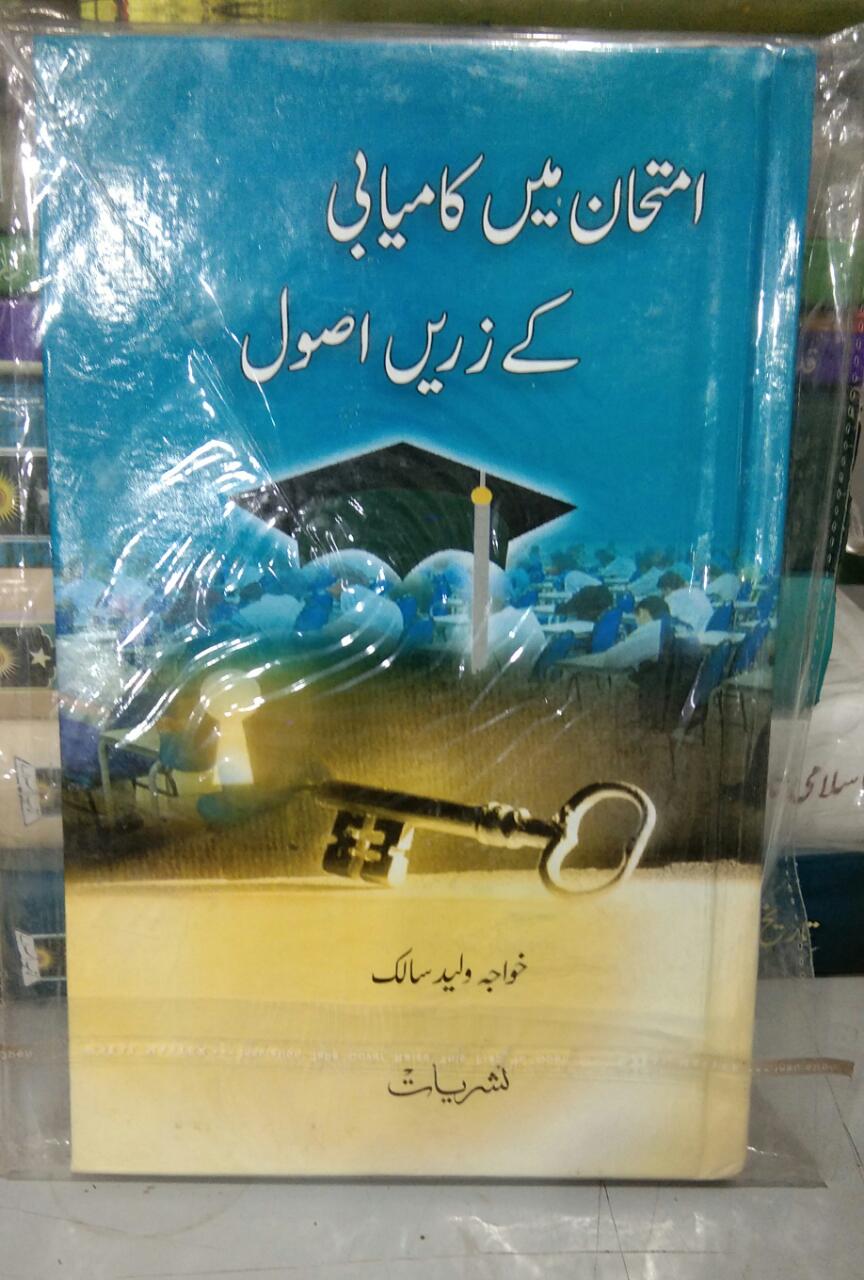 امتحان میں کامیابی
کے زریں اصول
خواجہ ولید سالک
نشریات